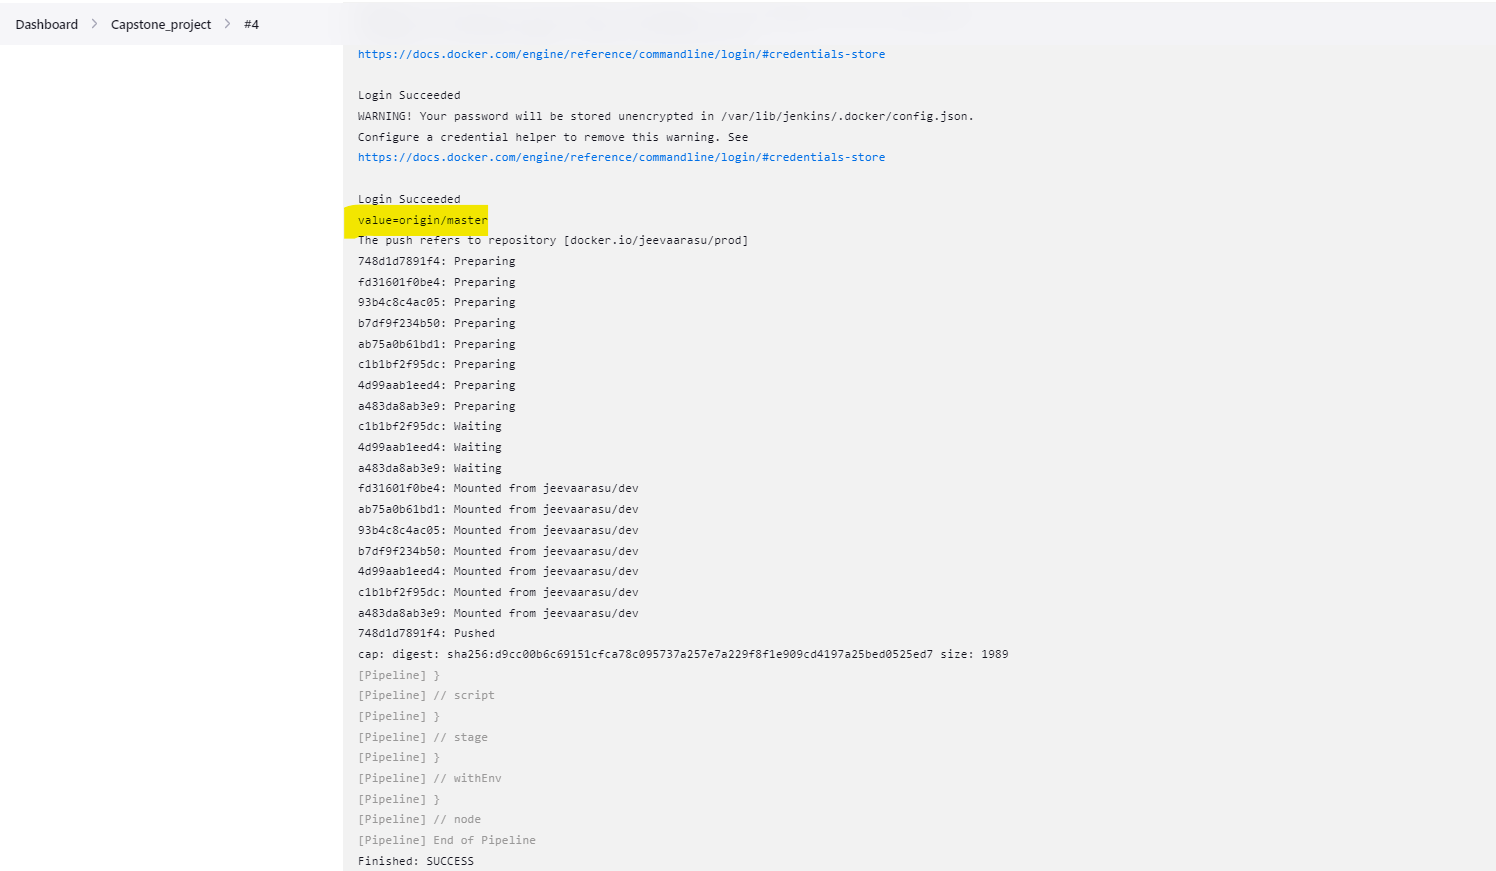 Dashboard > Capstone_project > #4
https://docs.docker.com/engine/reference/commandline/login/#credentials-store
Login Succeeded
WARNING! Your password will be stored unencrypted in /var/lib/jenkins/.docker/config.json.
Configure a credential helper to remove this warning. See
https://docs.docker.com/engine/reference/commandline/login/#credentials-store
Login Succeeded
value=origin/master
The push refers to repository [docker.io/jeevaarasu/prod]
748d1d7891f4: Preparing
fd31601f0be4: Preparing
93b4c8c4ac05: Preparing
b7df9f234b50: Preparing
ab75a0b61bd1: Preparing
c1b1bf2f95dc: Preparing
4d99aab1eed4: Preparing
a483da8ab3e9: Preparing
c1b1bf2f95dc: Waiting
4d99aab1eed4: Waiting
a483da8ab3e9: Waiting
fd31601f0be4: Mounted from jeevaarasu/dev
ab75a0b61bd1: Mounted from jeevaarasu/dev
93b4c8c4ac05: Mounted from jeevaarasu/dev
b7df9f234b50: Mounted from jeevaarasu/dev
4d99aab1eed4: Mounted from jeevaarasu/dev
c1b1bf2f95dc: Mounted from jeevaarasu/dev
a483da8ab3e9: Mounted from jeevaarasu/dev
748d1d7891f4: Pushed
cap: digest: sha256:d9cc00b6c69151cfca78c095737a257e7a229f8f1e909cd4197a25bed0525ed7 size: 1989
[Pipeline] }
[Pipeline] // script
[Pipeline] }
[Pipeline] // stage
[Pipeline] }
[Pipeline] // withEnv
[Pipeline] }
[Pipeline] // node
[Pipeline] End of Pipeline
Finished: SUCCESS